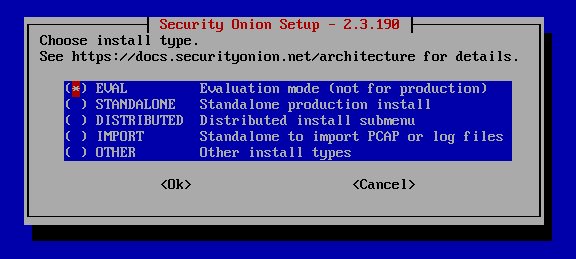 Security Onion Setup - 2.3.190
Choose install type.
See https://docs.securityonion.net/architecture for details.
(*) EVAL Evaluation mode (not for production)
( ) STANDALONE Standalone production install
( ) DISTRIBUTED Distributed install submenu
( ) IMPORT Standalone to import PCAP or log files
( ) OTHER Other install types
<Ok> <Cancel>